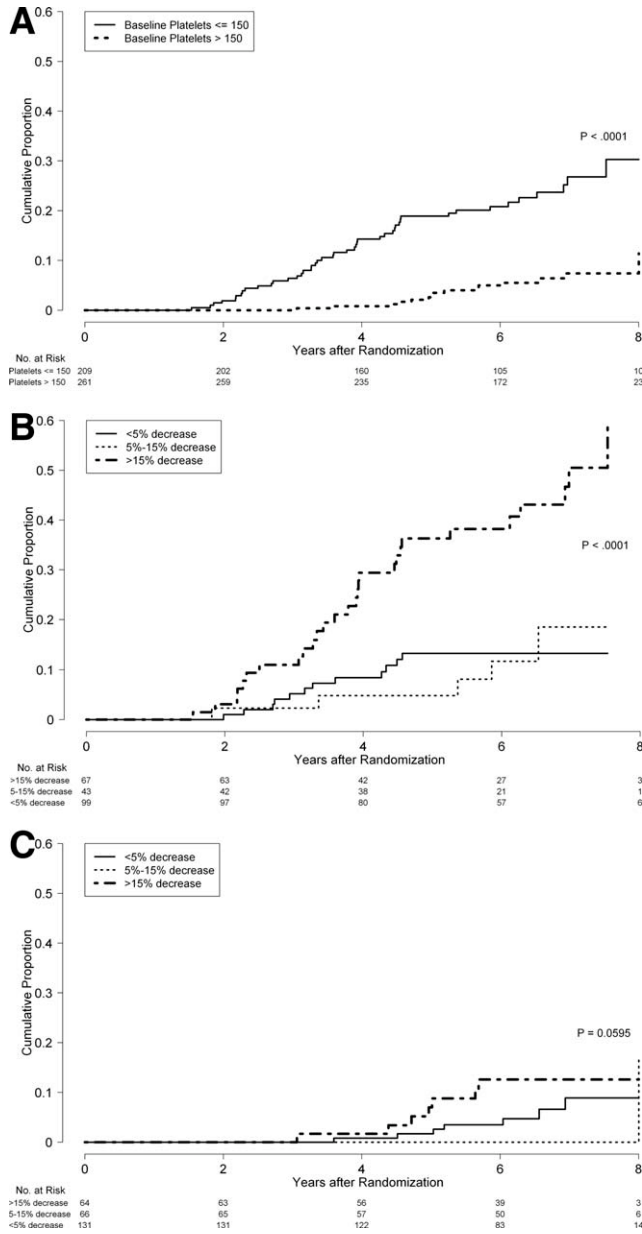 A
Baseline Platelets <= 150
Baseline Platelets > 150
0.6
0.5
0.4
0.3
0.2
0.1
0
Cumulative Proportion
P < .0001
0 2 4 6 8
Years after Randomization
No. at Risk
Platelets <= 150 209 202 160 105 10
Platelets > 150 261 259 235 172 23
B
<5% decrease
5%-15% decrease
>15% decrease
0.6
0.5
0.4
0.3
0.2
0.1
0
Cumulative Proportion
P < .0001
0 2 4 6 8
Years after Randomization
No. at Risk
>15% decrease 67 63 42 27 3
5-15% decrease 43 42 38 21 1
<5% decrease 99 97 80 57 6
C
<5% decrease
5%-15% decrease
>15% decrease
0.6
0.5
0.4
0.3
0.2
0.1
0
Cumulative Proportion
P = 0.0595
0 2 4 6 8
Years after Randomization
No. at Risk
>15% decrease 64 63 56 39 3
5-15% decrease 66 65 57 50 6
<5% decrease 131 131 122 83 14